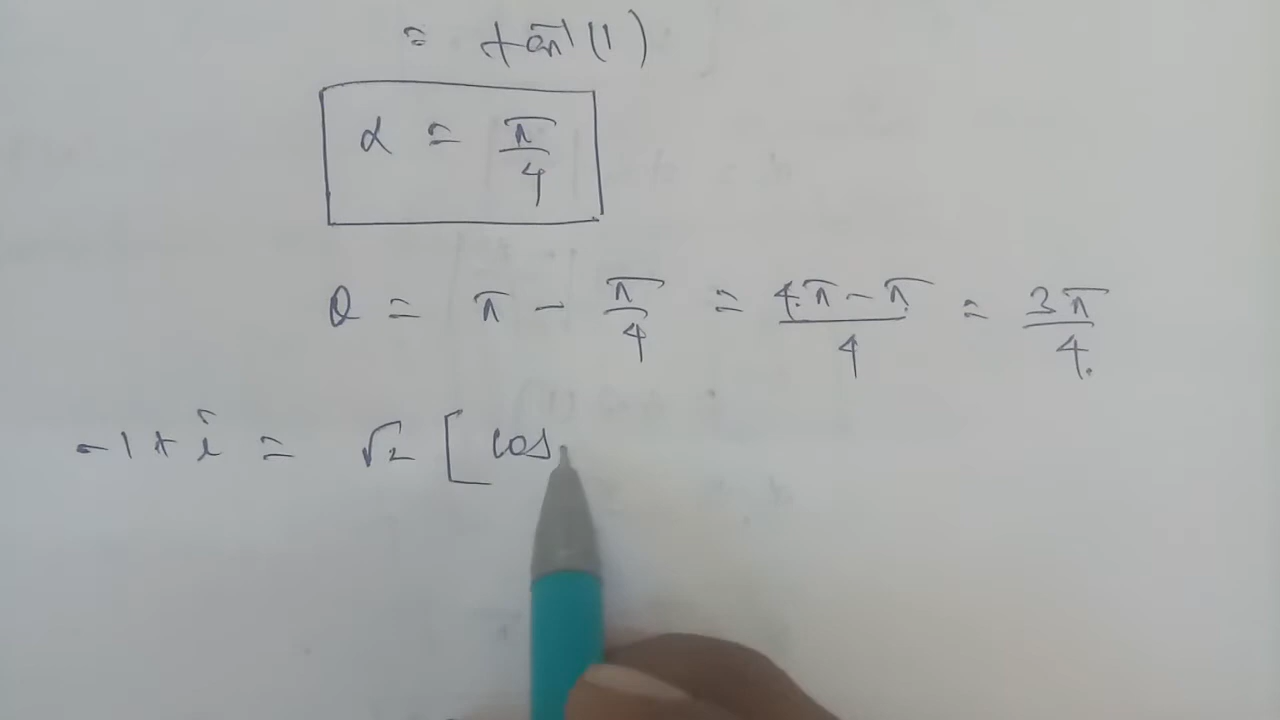 = tan⁻¹(1)
α = π/4
θ = π - π/4 = 4π - π/4 = 3π/4.
-1 + i = √2 [ cos